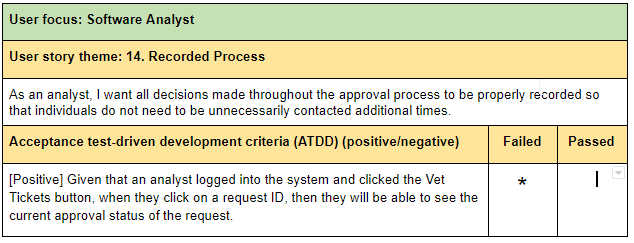 User focus: Software Analyst
User story theme: 14. Recorded Process
As an analyst, I want all decisions made throughout the approval process to be properly recorded so
that individuals do not need to be unnecessarily contacted additional times.
Acceptance test-driven development criteria (ATDD) (positive/negative) Failed Passed
[Positive] Given that an analyst logged into the system and clicked the Vet
Tickets button, when they click on a request ID, then they will be able to see the
current approval status of the request.
*